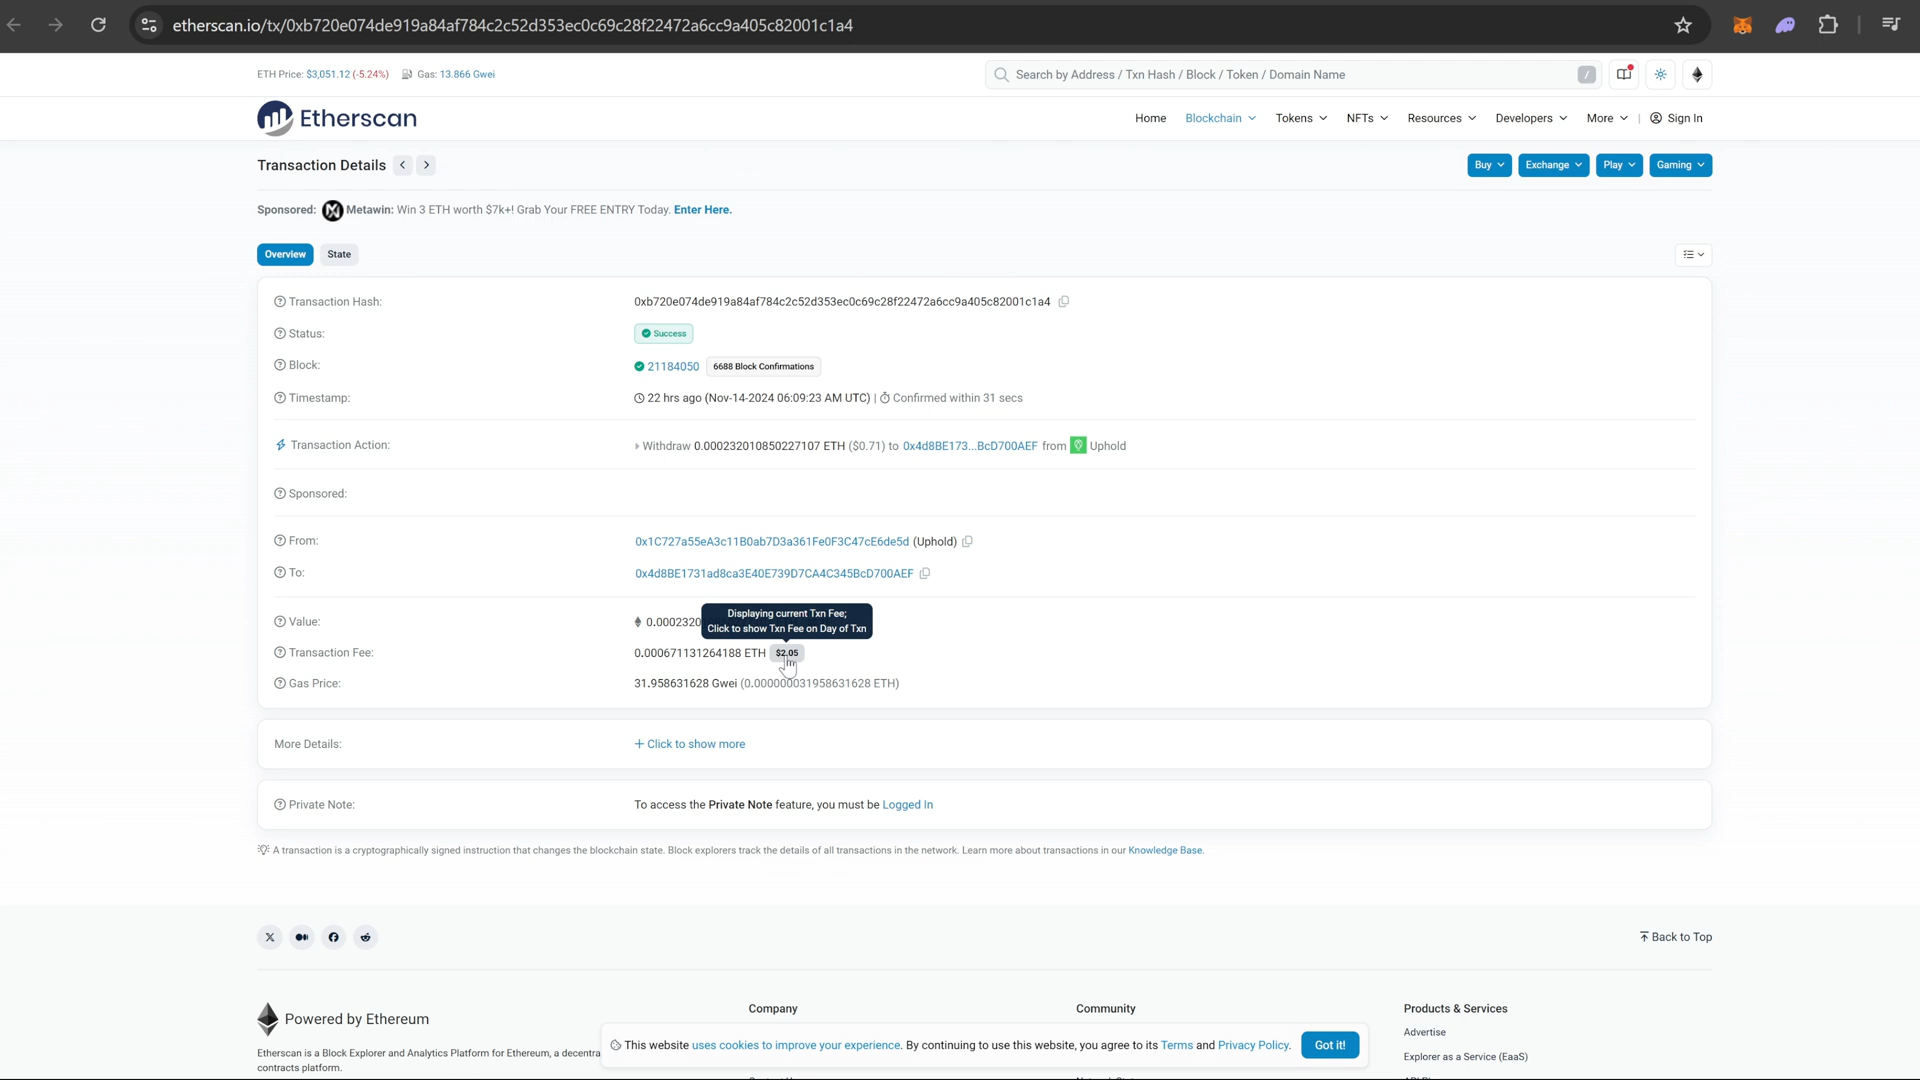 etherscan.io/tx/0xb720e074de919a84af784c2c52d353ec0c69c28f22472a6cc9a405c82001c1a4
ETH Price: $3,051.12 (-5.24%) Gas: 13.866 Gwei
Search by Address / Txn Hash / Block / Token / Domain Name /
Etherscan
Home Blockchain Tokens NFTs Resources Developers More | Sign In
Transaction Details
Buy Exchange Play Gaming
Sponsored: Metawin: Win 3 ETH worth $7k+! Grab Your FREE ENTRY Today. Enter Here.
Overview State
Transaction Hash: 0xb720e074de919a84af784c2c52d353ec0c69c28f22472a6cc9a405c82001c1a4
Status: Success
Block: 21184050 6688 Block Confirmations
Timestamp: 22 hrs ago (Nov-14-2024 06:09:23 AM UTC) | Confirmed within 31 secs
Transaction Action: Withdraw 0.000232010850227107 ETH ($0.71) to 0x4d8BE173...BcD700AEF from Uphold
Sponsored:
From: 0x1C727a55eA3c11B0ab7D3a361Fe0F3C47cE6de5d (Uphold)
To: 0x4d8BE1731ad8ca3E40E739D7CA4C345BcD700AEF
Displaying current Txn Fee;
Click to show Txn Fee on Day of Txn
Value: 0.0002320
Transaction Fee: 0.000671131264188 ETH $2.05
Gas Price: 31.958631628 Gwei (0.000000031958631628 ETH)
More Details: + Click to show more
Private Note: To access the Private Note feature, you must be Logged In
A transaction is a cryptographically signed instruction that changes the blockchain state. Block explorers track the details of all transactions in the network. Learn more about transactions in our Knowledge Base.
Back to Top
Powered by Ethereum
Company
Community
Products & Services
Advertise
Explorer as a Service (EaaS)
Etherscan is a Block Explorer and Analytics Platform for Ethereum, a decentra
contracts platform.
This website uses cookies to improve your experience. By continuing to use this website, you agree to its Terms and Privacy Policy. Got it!